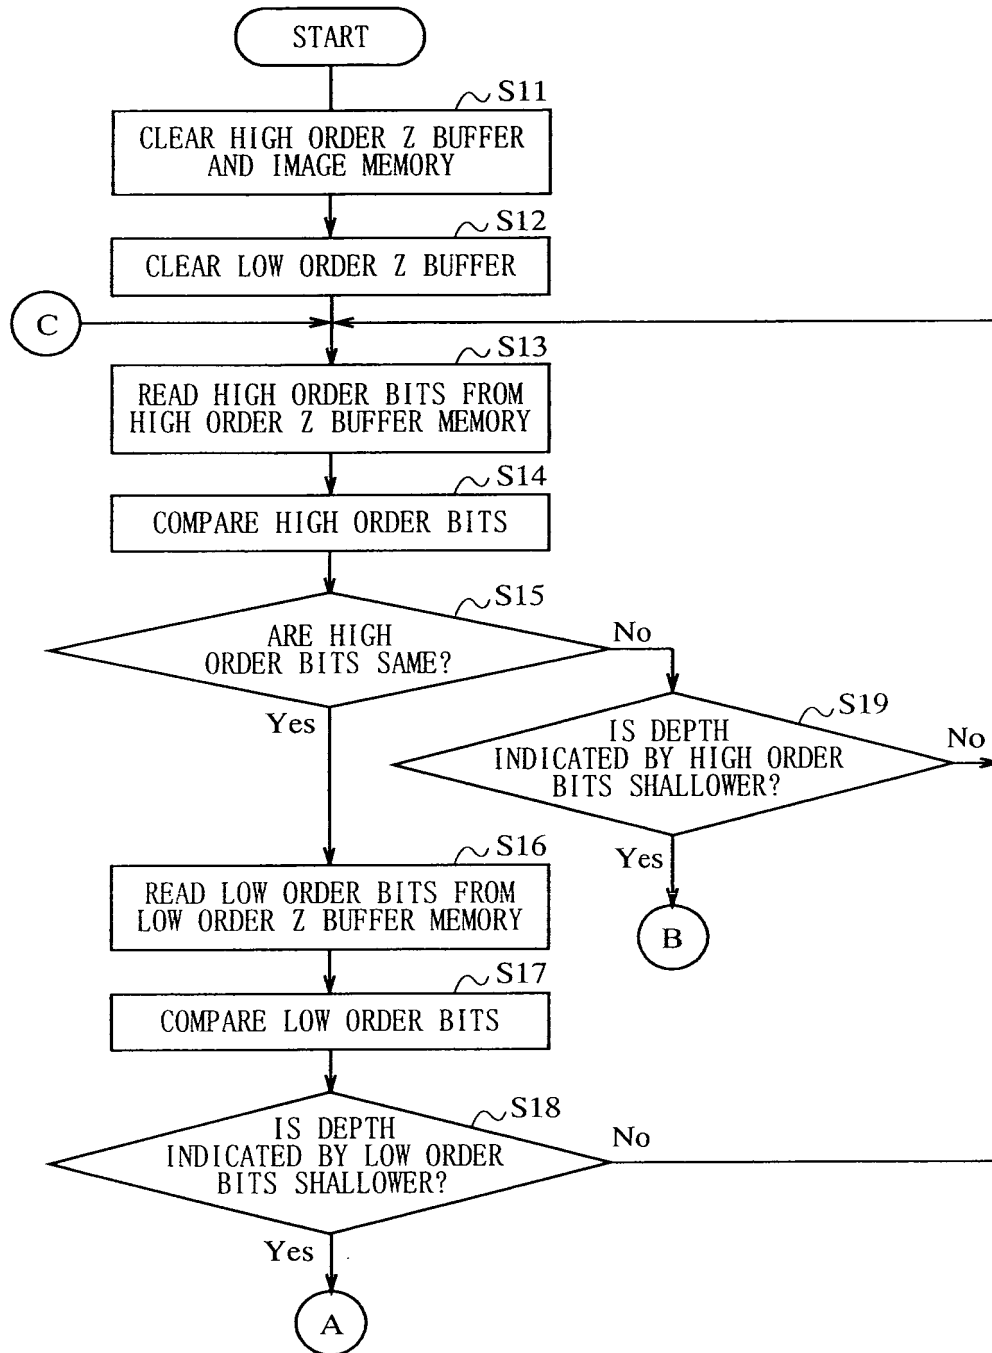 START
S11
CLEAR HIGH ORDER Z BUFFER
AND IMAGE MEMORY
S12
CLEAR LOW ORDER Z BUFFER
C
S13
READ HIGH ORDER BITS FROM
HIGH ORDER Z BUFFER MEMORY
S14
COMPARE HIGH ORDER BITS
S15
ARE HIGH
ORDER BITS SAME?
No
Yes
S19
IS DEPTH
INDICATED BY HIGH ORDER
BITS SHALLOWER?
No
Yes
B
S16
READ LOW ORDER BITS FROM
LOW ORDER Z BUFFER MEMORY
S17
COMPARE LOW ORDER BITS
S18
IS DEPTH
INDICATED BY LOW ORDER
BITS SHALLOWER?
No
Yes
A